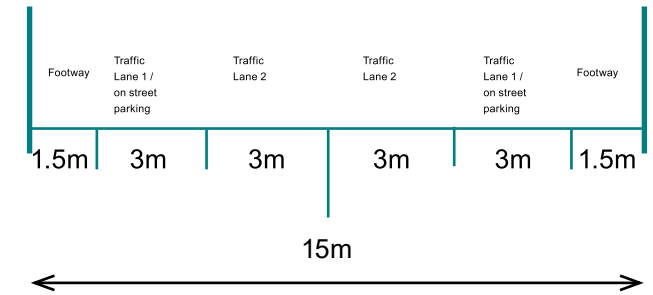 Footway
Traffic
Lane 1 /
on street
parking
Traffic
Lane 2
Traffic
Lane 2
Traffic
Lane 1 /
on street
parking
Footway
1.5m
3m
3m
3m
3m
1.5m
15m